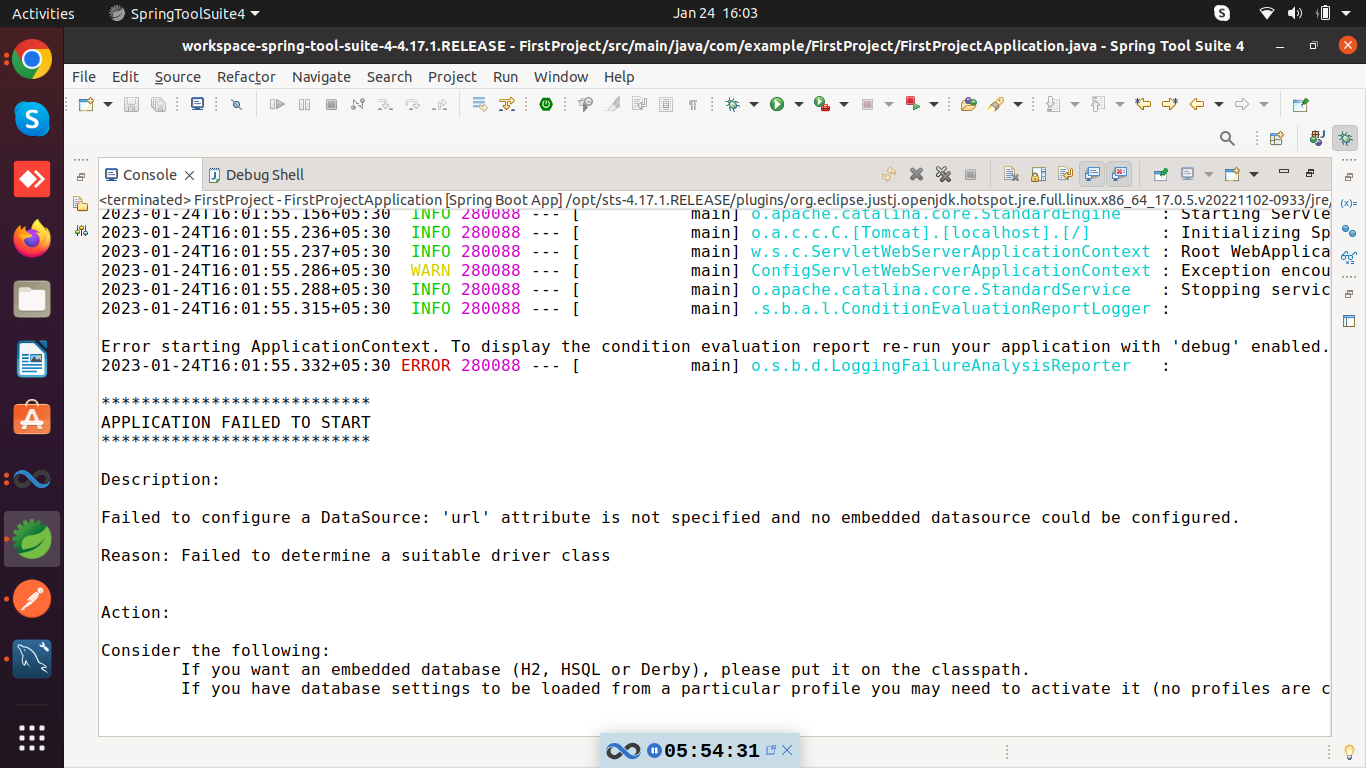 Activities
SpringToolSuite4
Jan 24 16:03
workspace-spring-tool-suite-4-4.17.1.RELEASE - FirstProject/src/main/java/com/example/FirstProject/FirstProjectApplication.java - Spring Tool Suite 4
File Edit Source Refactor Navigate Search Project Run Window Help
Console
Debug Shell
<terminated> FirstProject - FirstProjectApplication [Spring Boot App] /opt/sts-4.17.1.RELEASE/plugins/org.eclipse.justj.openjdk.hotspot.jre.full.linux.x86_64_17.0.5.v20221102-0933/jre/
2023-01-24T16:01:55.156+05:30  INFO 280088 --- [           main] o.apache.catalina.core.StandardEngine    : Starting Servle
2023-01-24T16:01:55.236+05:30  INFO 280088 --- [           main] o.a.c.c.C.[Tomcat].[localhost].[/]       : Initializing Sp
2023-01-24T16:01:55.237+05:30  INFO 280088 --- [           main] w.s.c.ServletWebServerApplicationContext : Root WebApplica
2023-01-24T16:01:55.286+05:30  WARN 280088 --- [           main] ConfigServletWebServerApplicationContext : Exception encou
2023-01-24T16:01:55.288+05:30  INFO 280088 --- [           main] o.apache.catalina.core.StandardService   : Stopping servic
2023-01-24T16:01:55.315+05:30  INFO 280088 --- [           main] .s.b.a.l.ConditionEvaluationReportLogger :
Error starting ApplicationContext. To display the condition evaluation report re-run your application with 'debug' enabled.
2023-01-24T16:01:55.332+05:30 ERROR 280088 --- [           main] o.s.b.d.LoggingFailureAnalysisReporter   :
***************************
APPLICATION FAILED TO START
***************************
Description:
Failed to configure a DataSource: 'url' attribute is not specified and no embedded datasource could be configured.
Reason: Failed to determine a suitable driver class
Action:
Consider the following:
If you want an embedded database (H2, HSQL or Derby), please put it on the classpath.
If you have database settings to be loaded from a particular profile you may need to activate it (no profiles are c
05:54:31